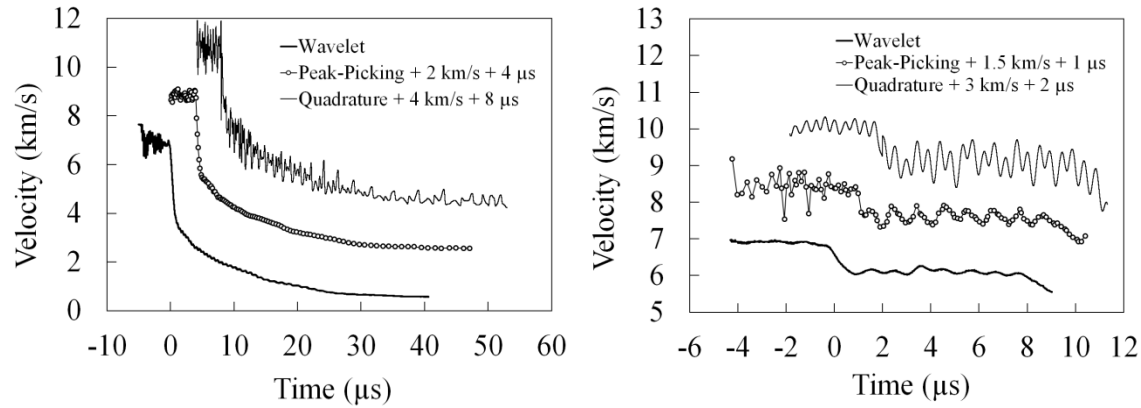 12
10
8
6
4
2
0
-10 0 10 20 30 40 50 60
Velocity (km/s)
Time (µs)
Wavelet
Peak-Picking + 2 km/s + 4 µs
Quadrature + 4 km/s + 8 µs
13
12
11
10
9
8
7
6
5
-6 -4 -2 0 2 4 6 8 10 12
Velocity (km/s)
Time (µs)
Wavelet
Peak-Picking + 1.5 km/s + 1 µs
Quadrature + 3 km/s + 2 µs